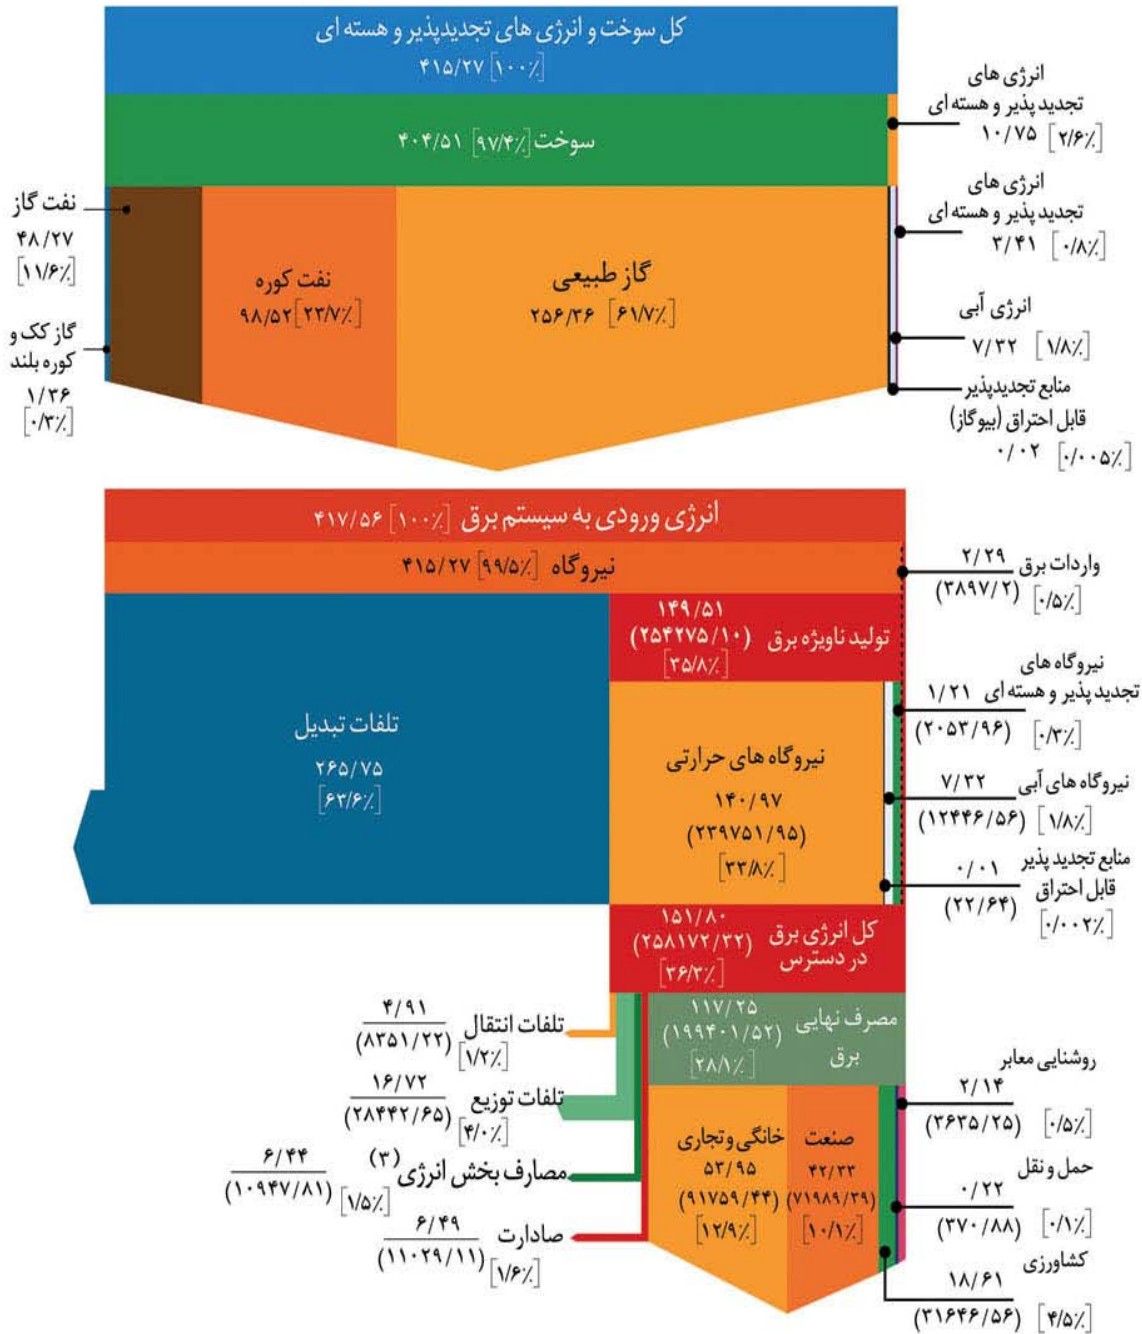 کل سوخت و انرژی های تجدیدپذیر و هسته ای
۴۱۵/۲۷ [۱۰۰٪]
سوخت [۹۷/۴٪] ۴۰۴/۵۱
انرژی های
تجدید پذیر و هسته ای
۱۰/۷۵ [۲/۶٪]
انرژی های
تجدید پذیر و هسته ای
۳/۴۱ [۰/۸٪]
انرژی آبی
۷/۳۲ [۱/۸٪]
منابع تجدیدپذیر
قابل احتراق (بیوگاز)
۰/۰۲ [۰/۰۰۵٪]
گاز طبیعی
۲۵۶/۳۶ [۶۱/۷٪]
نفت کوره
۹۸/۵۲ [۲۳/۷٪]
نفت گاز
۴۸/۲۷
[۱۱/۶٪]
گاز کک و
کوره بلند
۱/۳۶
[۰/۳٪]
انرژی ورودی به سیستم برق [۱۰۰٪] ۴۱۷/۵۶
نیروگاه [۹۹/۵٪] ۴۱۵/۲۷
واردات برق
۲/۲۹
(۳۸۹۷/۲)
[۰/۵٪]
تولید ناویژه برق
۱۴۹/۵۱
(۲۵۴۲۷۵/۱۰)
[۳۵/۸٪]
نیروگاه های
تجدید پذیر و هسته ای
۱/۲۱
(۲۰۵۳/۹۶)
[۰/۳٪]
نیروگاه های آبی
۷/۳۲
(۱۲۴۴۶/۵۶)
[۱/۸٪]
منابع تجدید پذیر
قابل احتراق
۰/۰۱
(۲۲/۶۴)
[۰/۰۰۲٪]
نیروگاه های حرارتی
۱۴۰/۹۷
(۲۳۹۷۵۱/۹۵)
[۳۳/۸٪]
تلفات تبدیل
۲۶۵/۷۵
[۶۳/۶٪]
کل انرژی برق
در دسترس
۱۵۱/۸۰
(۲۵۸۱۷۲/۳۲)
[۳۶/۳٪]
مصرف نهایی
برق
۱۱۷/۲۵
(۱۹۹۴۰۱/۵۲)
[۲۸/۱٪]
تلفات انتقال
۴/۹۱
(۸۳۵۱/۲۲)
[۱/۲٪]
تلفات توزیع
۱۶/۷۲
(۲۸۴۴۲/۶۵)
[۴/۰٪]
مصارف بخش انرژی (۳)
۶/۴۴
(۱۰۹۴۷/۸۱)
[۱/۵٪]
صادارت
۶/۴۹
(۱۱۰۲۹/۱۱)
[۱/۶٪]
روشنایی معابر
۲/۱۴
(۳۶۳۵/۲۵)
[۰/۵٪]
حمل و نقل
۰/۲۲
(۳۷۰/۸۸)
[۰/۱٪]
کشاورزی
۱۸/۶۱
(۳۱۶۴۶/۵۶)
[۴/۵٪]
صنعت
۴۲/۳۳
(۷۱۹۸۹/۳۹)
[۱۰/۱٪]
خانگی و تجاری
۵۳/۹۵
(۹۱۷۵۹/۴۴)
[۱۲/۹٪]